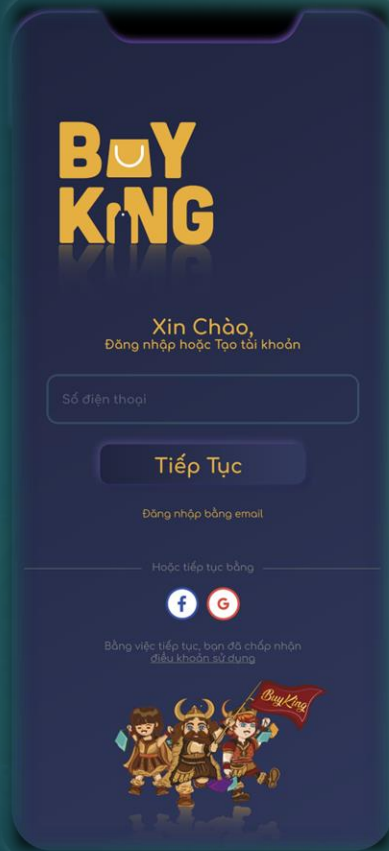 BUY
KING
Xin Chào,
Đăng nhập hoặc Tạo tài khoản
Số điện thoại
Tiếp Tục
Đăng nhập bằng email
Hoặc tiếp tục bằng
f G
Bằng việc tiếp tục, bạn đã chấp nhận
điều khoản sử dụng
BuyKing